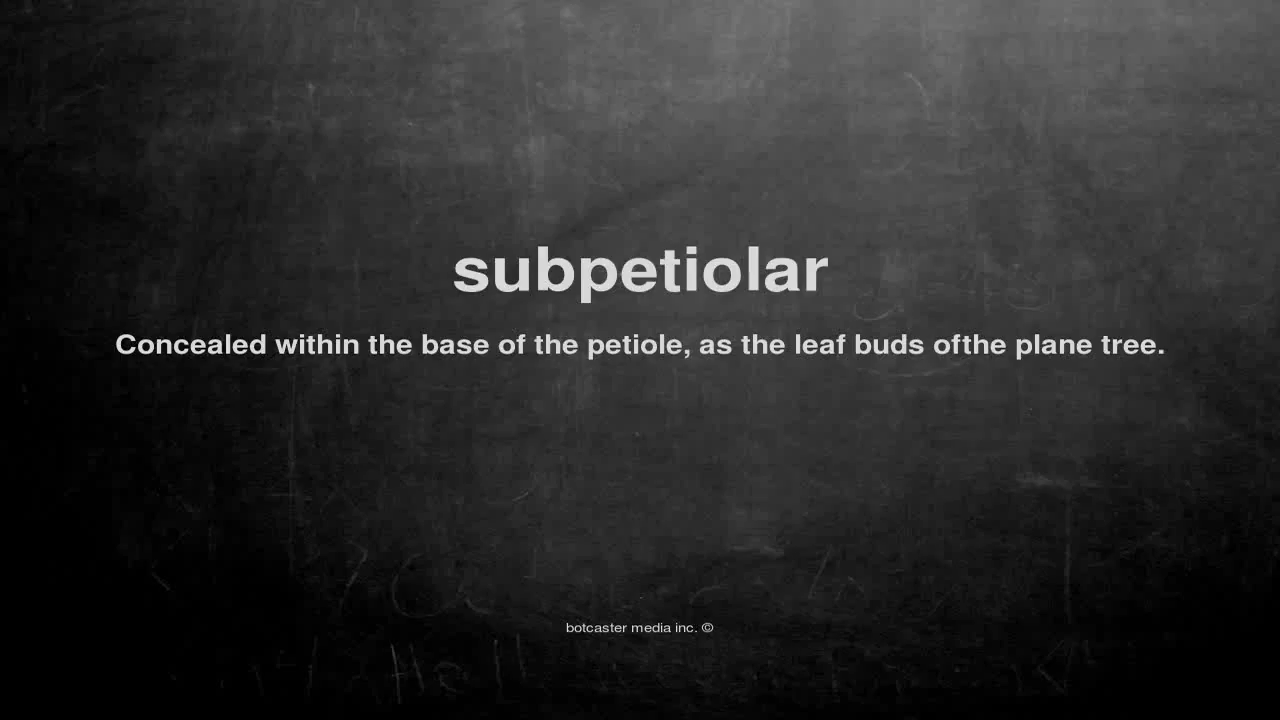 subpetiolar
Concealed within the base of the petiole, as the leaf buds ofthe plane tree.
botcaster media inc. ©